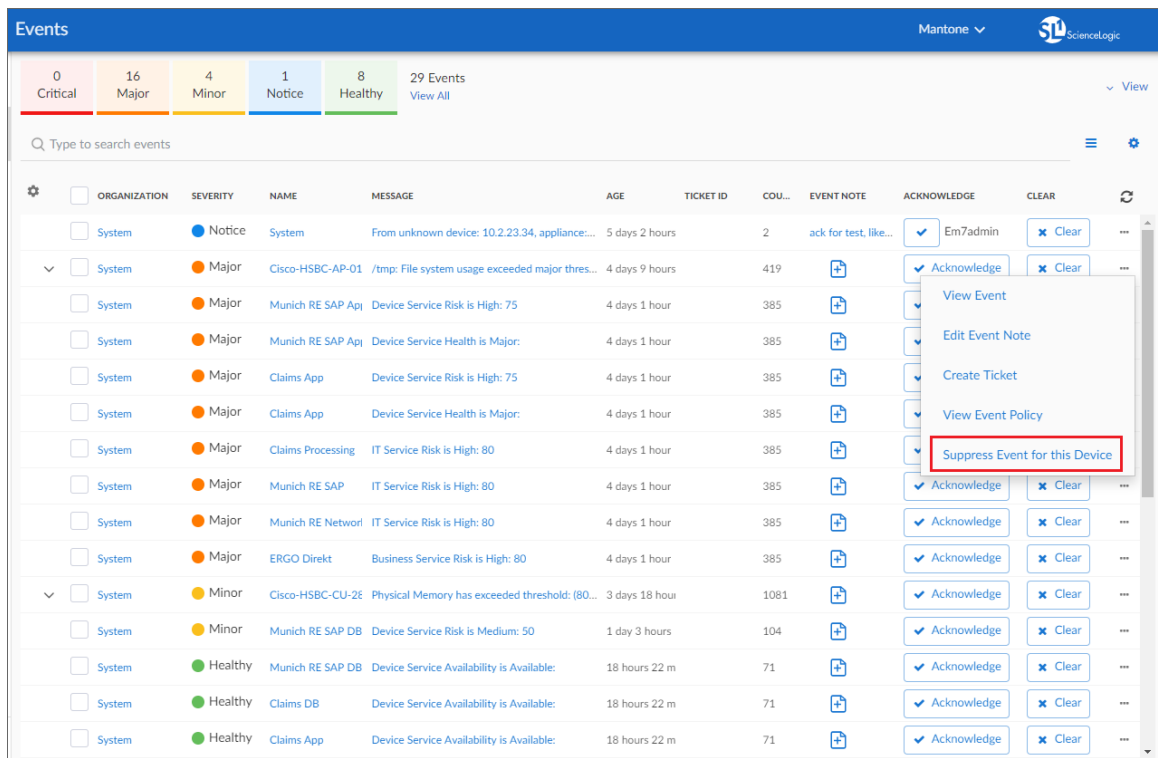 Events
Mantone
SL1 ScienceLogic
0 16 4 1 8 29 Events
Critical Major Minor Notice Healthy View All
View
Type to search events
ORGANIZATION SEVERITY NAME MESSAGE AGE TICKET ID COU... EVENT NOTE ACKNOWLEDGE CLEAR
System Notice System From unknown device: 10.2.23.34, appliance:... 5 days 2 hours 2 ack for test, like... Em7admin Clear
System Major Cisco-HSBC-AP-01 /tmp: File system usage exceeded major thres... 4 days 9 hours 419 Acknowledge Clear
System Major Munich RE SAP Ap Device Service Risk is High: 75 4 days 1 hour 385
View Event
System Major Munich RE SAP Ap Device Service Health is Major: 4 days 1 hour 385
Edit Event Note
System Major Claims App Device Service Risk is High: 75 4 days 1 hour 385
Create Ticket
System Major Claims App Device Service Health is Major: 4 days 1 hour 385
View Event Policy
System Major Claims Processing IT Service Risk is High: 80 4 days 1 hour 385
Suppress Event for this Device
System Major Munich RE SAP IT Service Risk is High: 80 4 days 1 hour 385 Acknowledge Clear
System Major Munich RE Networ IT Service Risk is High: 80 4 days 1 hour 385 Acknowledge Clear
System Major ERGO Direkt Business Service Risk is High: 80 4 days 1 hour 385 Acknowledge Clear
System Minor Cisco-HSBC-CU-28 Physical Memory has exceeded threshold: (80... 3 days 18 hou 1081 Acknowledge Clear
System Minor Munich RE SAP DB Device Service Risk is Medium: 50 1 day 3 hours 104 Acknowledge Clear
System Healthy Munich RE SAP DB Device Service Availability is Available: 18 hours 22 m 71 Acknowledge Clear
System Healthy Claims DB Device Service Availability is Available: 18 hours 22 m 71 Acknowledge Clear
System Healthy Claims App Device Service Availability is Available: 18 hours 22 m 71 Acknowledge Clear